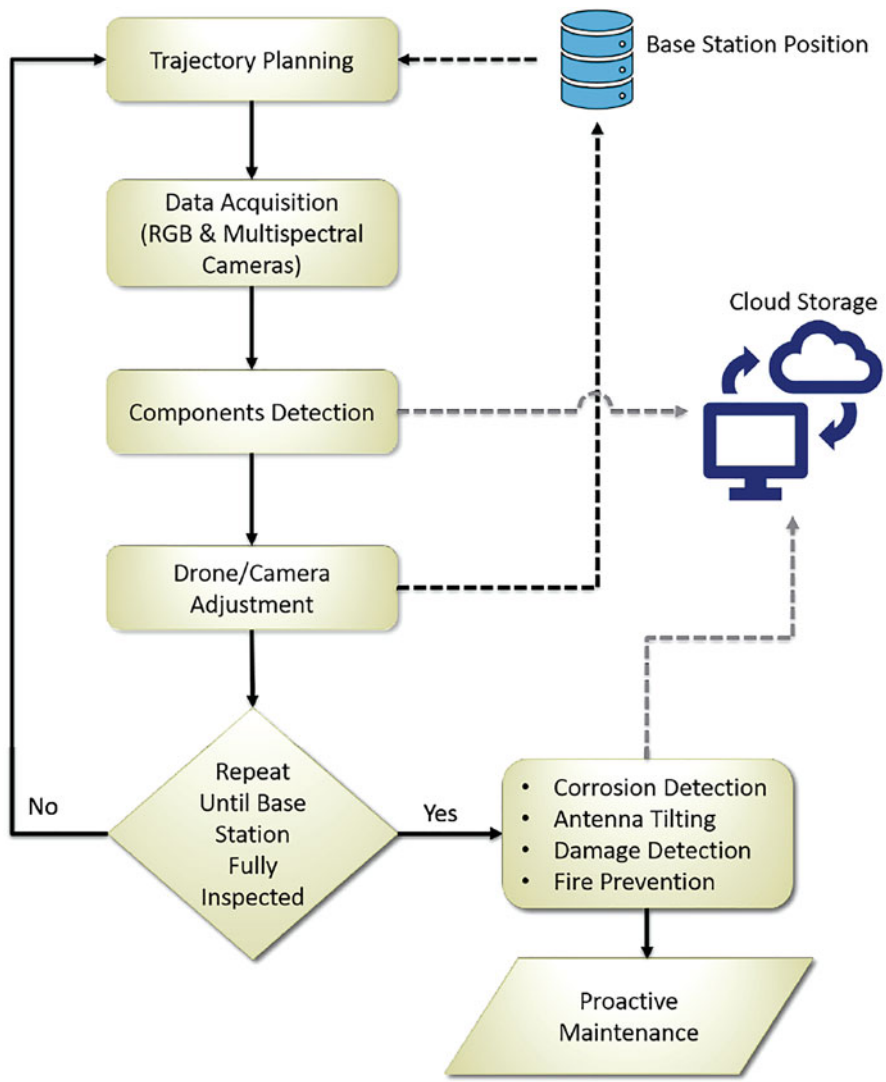 Trajectory Planning
Base Station Position
Data Acquisition
(RGB & Multispectral
Cameras)
Cloud Storage
Components Detection
Drone/Camera
Adjustment
Repeat
Until Base
Station
Fully
Inspected
No
Yes
• Corrosion Detection
• Antenna Tilting
• Damage Detection
• Fire Prevention
Proactive
Maintenance